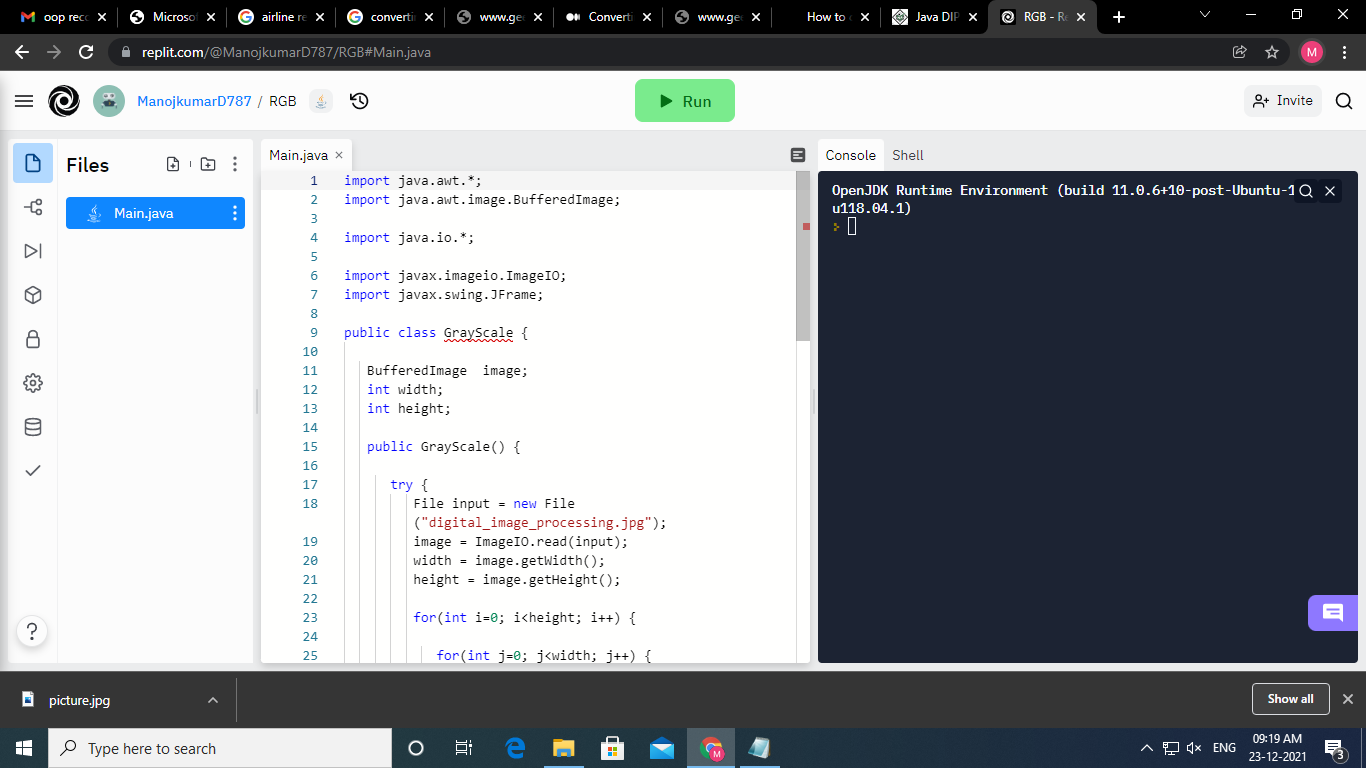 oop reco
Microsof
airline re
converti
www.gee
Converti
www.gee
How to c
Java DIP
RGB - Re
replit.com/@ManojkumarD787/RGB#Main.java
M
ManojkumarD787 / RGB
Run
Invite
Files
Main.java
Main.java
1 import java.awt.*;
2 import java.awt.image.BufferedImage;
3
4 import java.io.*;
5
6 import javax.imageio.ImageIO;
7 import javax.swing.JFrame;
8
9 public class GrayScale {
10
11 BufferedImage  image;
12 int width;
13 int height;
14
15 public GrayScale() {
16
17 try {
18 File input = new File
("digital_image_processing.jpg");
19 image = ImageIO.read(input);
20 width = image.getWidth();
21 height = image.getHeight();
22
23 for(int i=0; i<height; i++) {
24
25 for(int j=0; j<width; j++) {
Console Shell
OpenJDK Runtime Environment (build 11.0.6+10-post-Ubuntu-1
u118.04.1)
?
picture.jpg
Show all
Type here to search
M
ENG
09:19 AM
23-12-2021
3